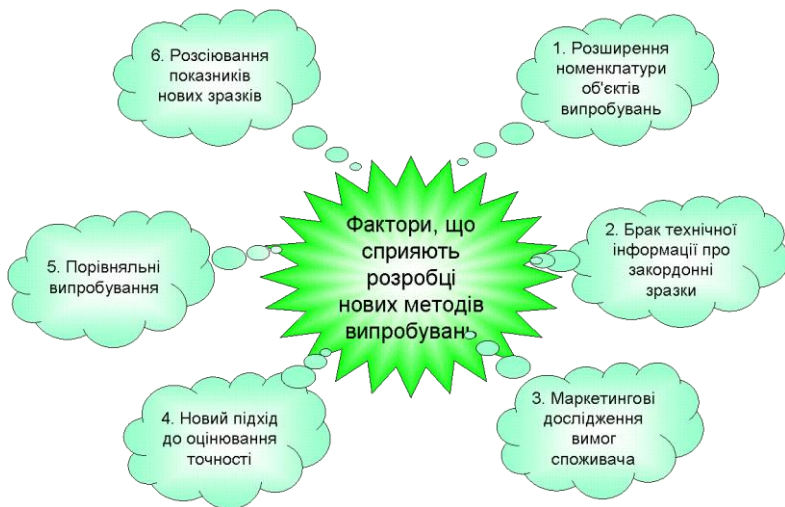 Фактори, що
сприяють
розробці
нових методів
випробувань
1. Розширення
номенклатури
об'єктів
випробувань
2. Брак технічної
інформації про
закордонні
зразки
3. Маркетингові
дослідження
вимог
споживача
4. Новий підхід
до оцінювання
точності
5. Порівняльні
випробування
6. Розсіювання
показників
нових зразків